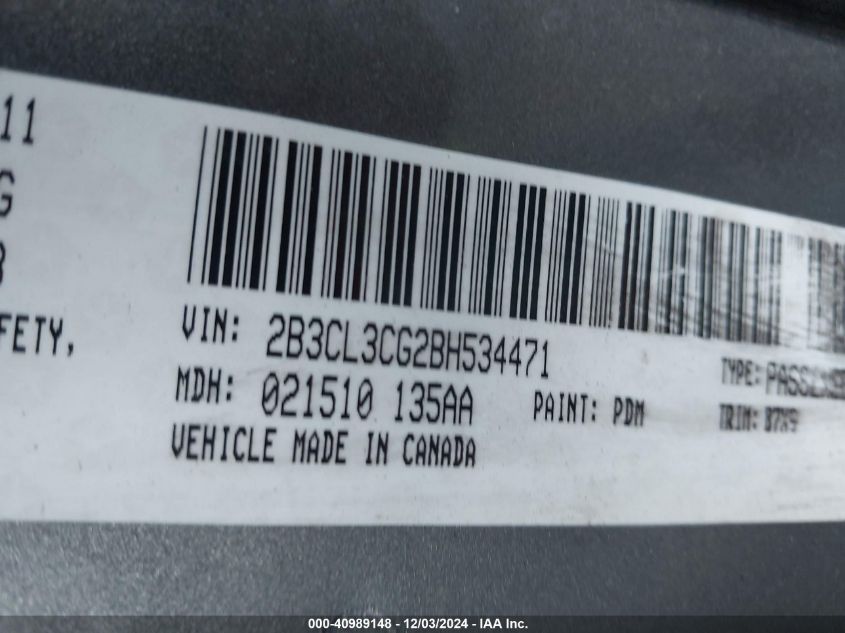 11
G
FETY,
VIN: 2B3CL3CG2BH534471
MDH: 021510 135AA
PAINT: PDM
TYPE:
TRIM:
VEHICLE MADE IN CANADA
000-40989148 - 12/03/2024 - IAA Inc.